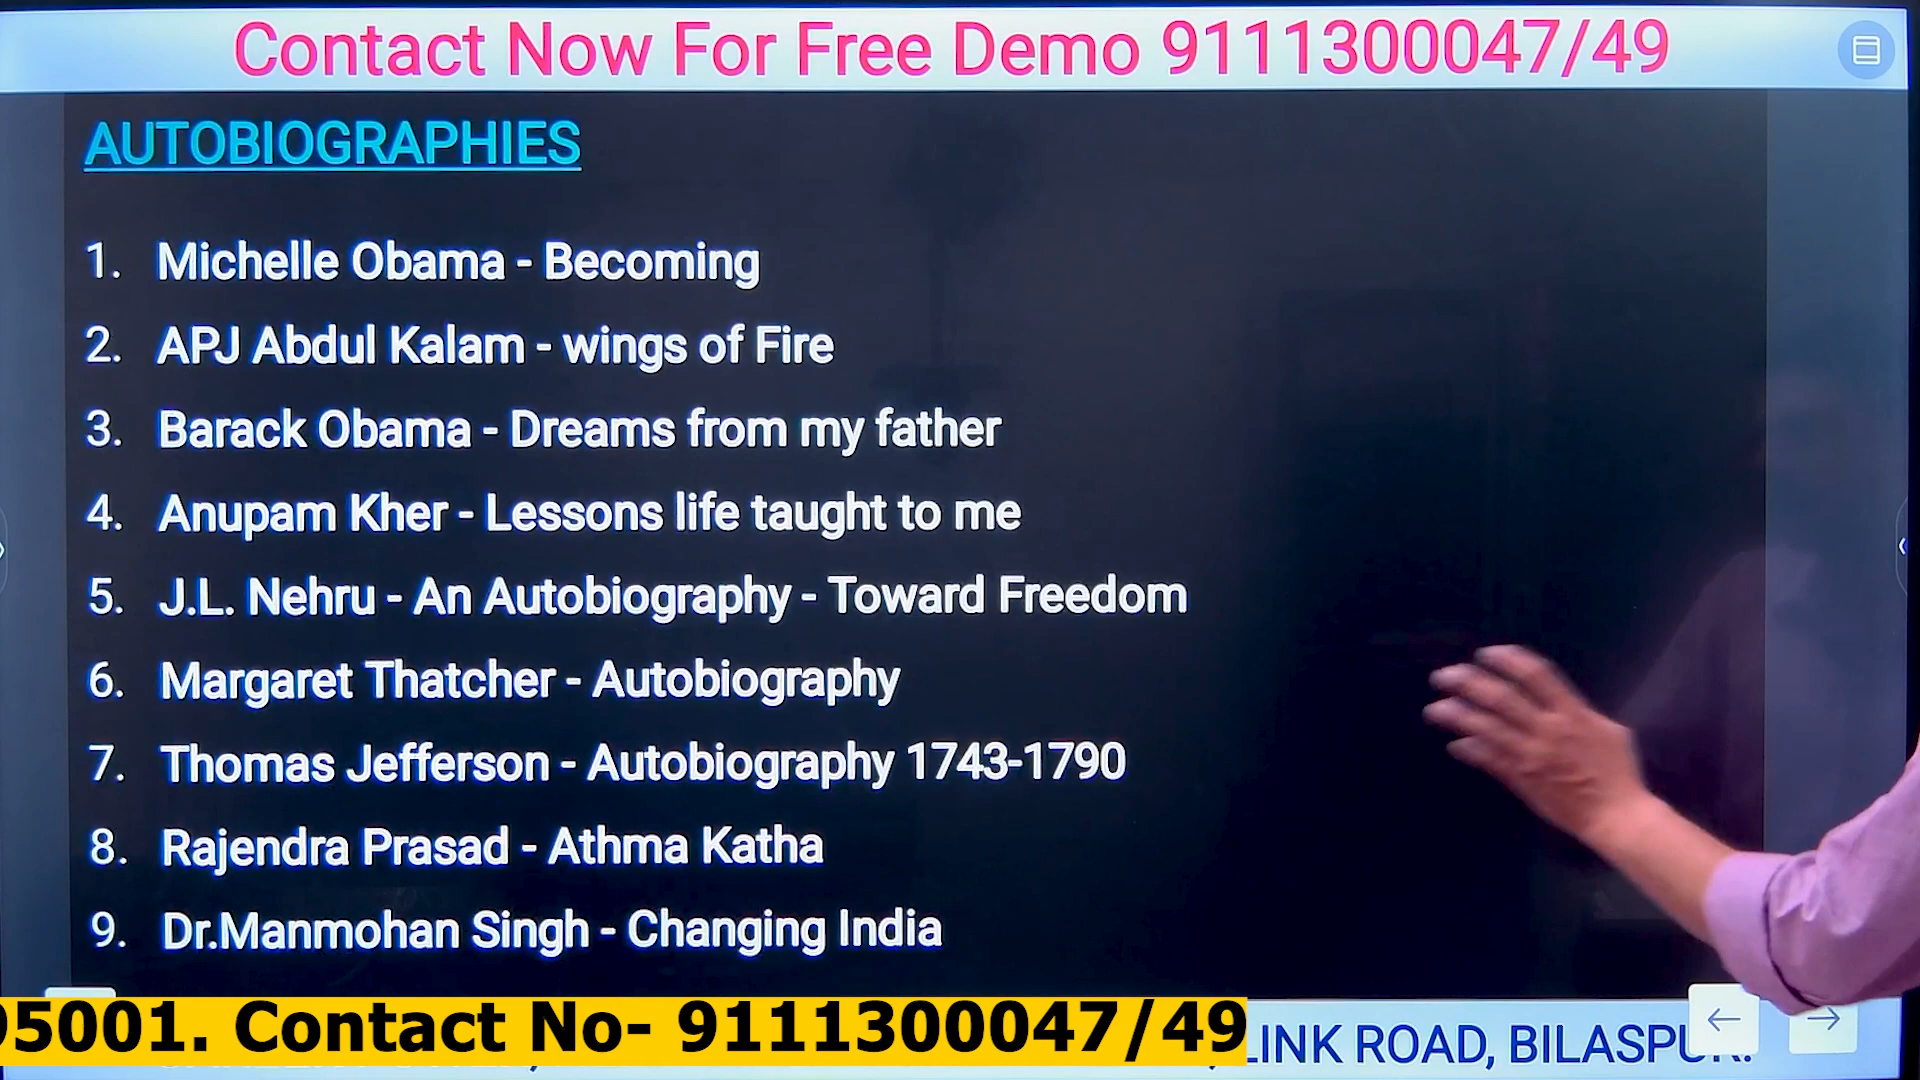 Contact Now For Free Demo 9111300047/49
AUTOBIOGRAPHIES
1. Michelle Obama - Becoming
2. APJ Abdul Kalam - wings of Fire
3. Barack Obama - Dreams from my father
4. Anupam Kher - Lessons life taught to me
5. J.L. Nehru - An Autobiography - Toward Freedom
6. Margaret Thatcher - Autobiography
7. Thomas Jefferson - Autobiography 1743-1790
8. Rajendra Prasad - Athma Katha
9. Dr.Manmohan Singh - Changing India
95001. Contact No- 9111300047/49
LINK ROAD, BILASPUR.